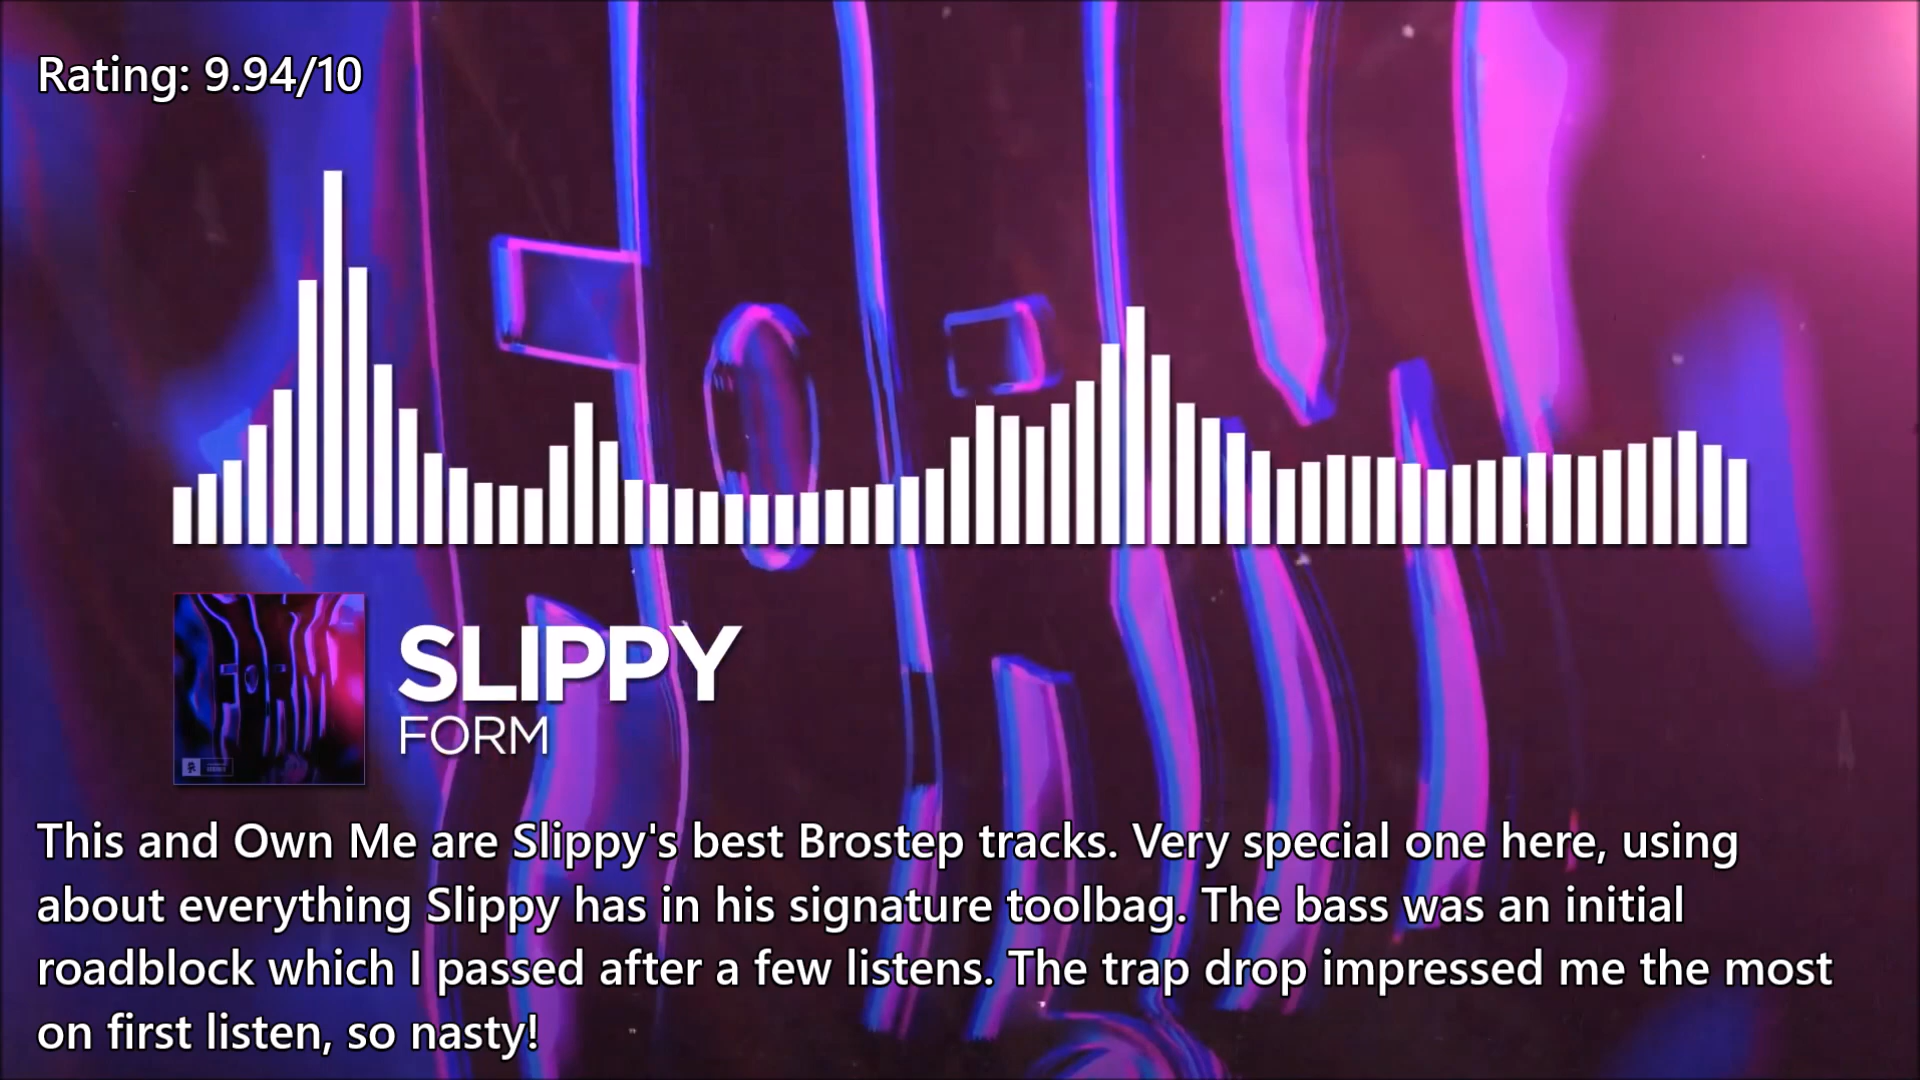 Rating: 9.94/10
SLIPPY
FORM
This and Own Me are Slippy's best Brostep tracks. Very special one here, using
about everything Slippy has in his signature toolbag. The bass was an initial
roadblock which I passed after a few listens. The trap drop impressed me the most
on first listen, so nasty!